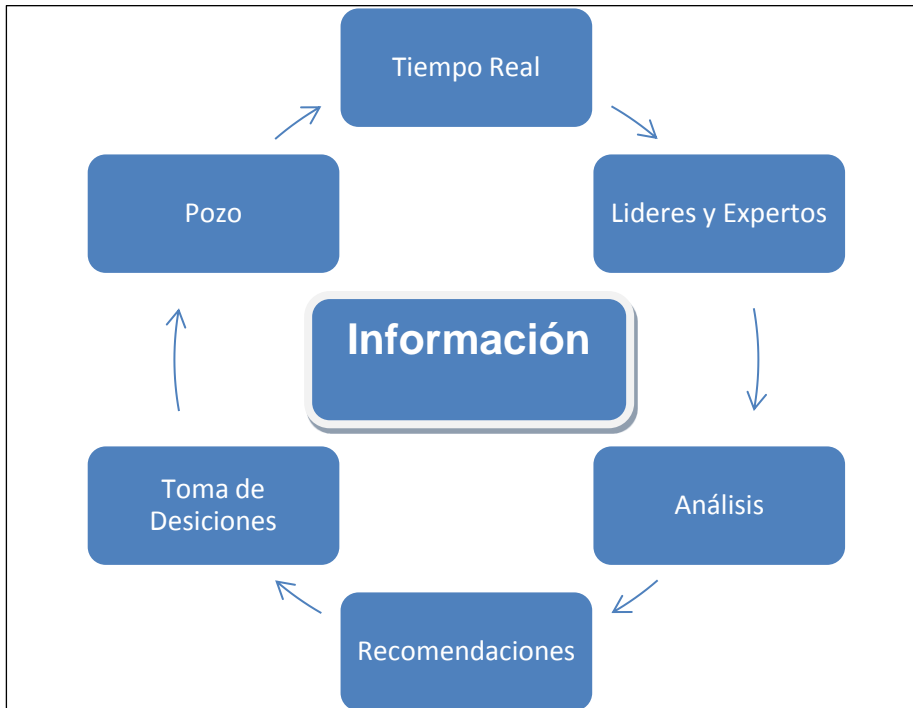 Tiempo Real
Lideres y Expertos
Análisis
Recomendaciones
Toma de
Desiciones
Pozo
Información